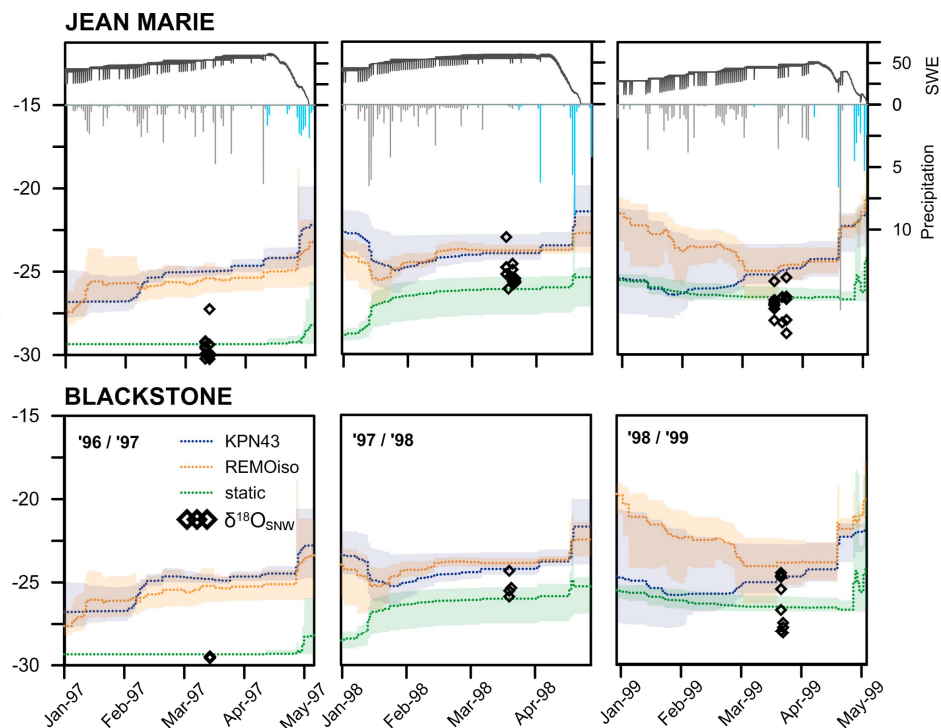 JEAN MARIE
50
SWE
0
-15
-20
-25
-30
5
10
Precipitation
BLACKSTONE
-15
-20
-25
-30
'96 / '97
KPN43
REMOiso
static
δ¹⁸O_SNW
'97 / '98
'98 / '99
Jan-97
Feb-97
Mar-97
Apr-97
May-97
Jan-98
Feb-98
Mar-98
Apr-98
Jan-99
Feb-99
Mar-99
Apr-99
May-99